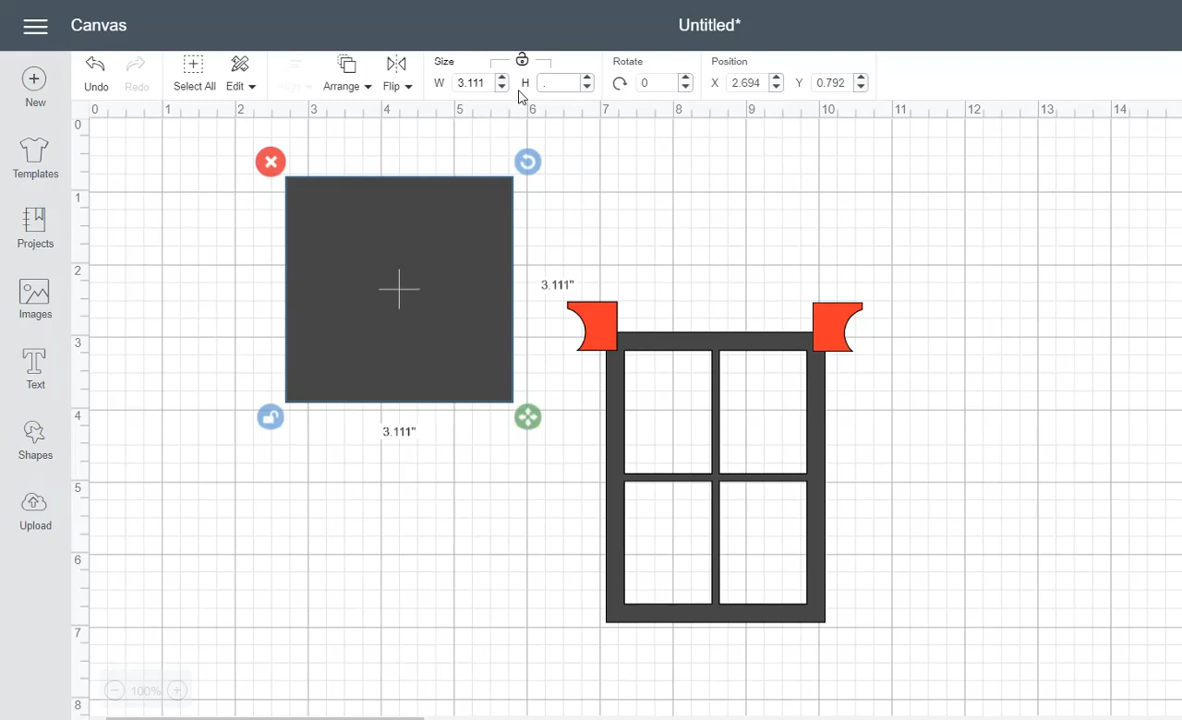 Canvas
Untitled*
Undo
Redo
Select All
Edit
Arrange
Flip
Size
W 3.111
H .
Rotate
0
Position
X 2.694
Y 0.792
New
Templates
Projects
Images
Text
Shapes
Upload
0 1 2 3 4 5 6 7 8 9 10 11 12 13 14
0
1
2
3
4
5
6
7
8
3.111"
3.111"
100%